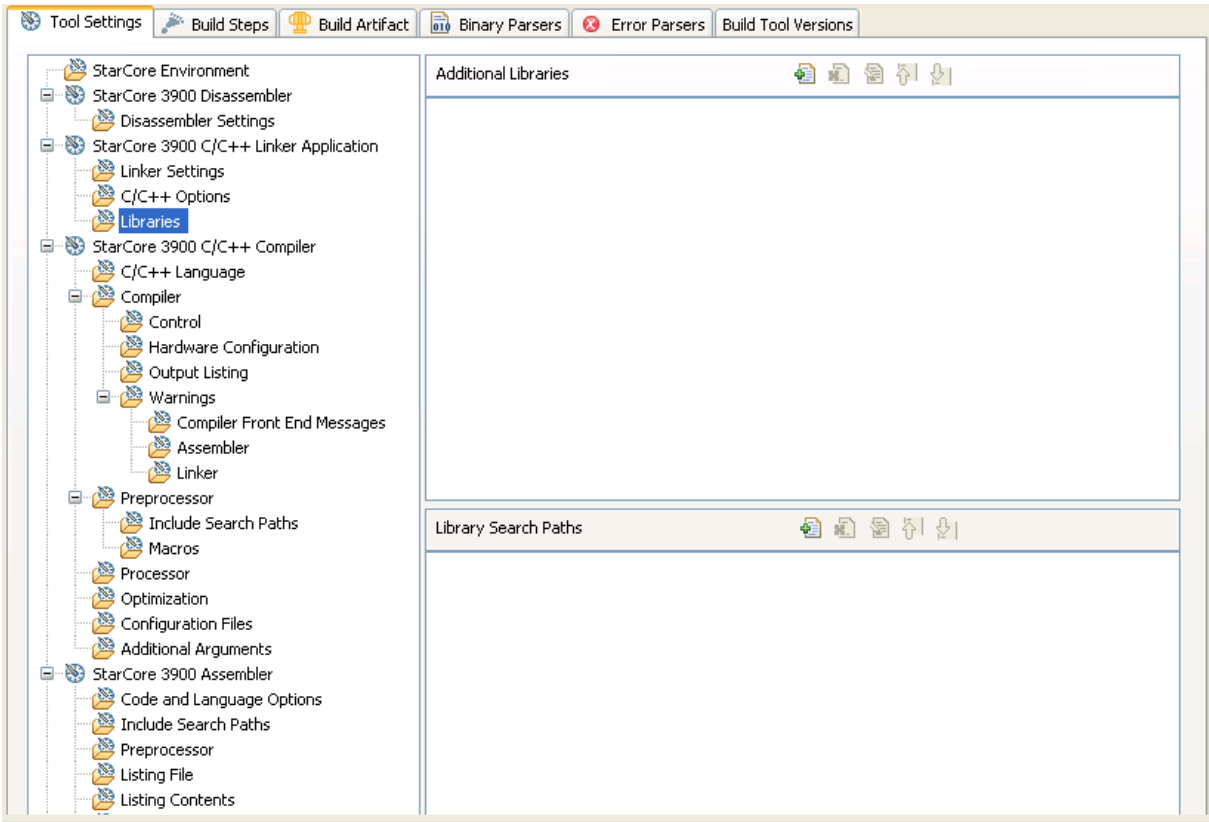 Tool Settings Build Steps Build Artifact Binary Parsers Error Parsers Build Tool Versions
StarCore Environment
StarCore 3900 Disassembler
Disassembler Settings
StarCore 3900 C/C++ Linker Application
Linker Settings
C/C++ Options
Libraries
StarCore 3900 C/C++ Compiler
C/C++ Language
Compiler
Control
Hardware Configuration
Output Listing
Warnings
Compiler Front End Messages
Assembler
Linker
Preprocessor
Include Search Paths
Macros
Processor
Optimization
Configuration Files
Additional Arguments
StarCore 3900 Assembler
Code and Language Options
Include Search Paths
Preprocessor
Listing File
Listing Contents
Additional Libraries
Library Search Paths